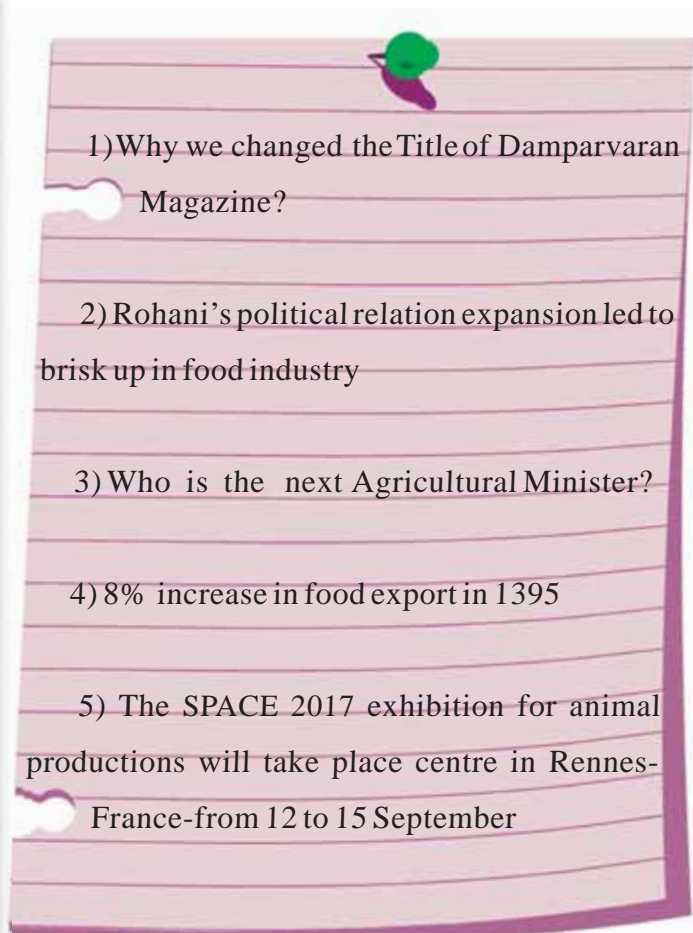 1) Why we changed the Title of Damparvaran
Magazine?
2) Rohani's political relation expansion led to
brisk up in food industry
3) Who is the next Agricultural Minister?
4) 8% increase in food export in 1395
5) The SPACE 2017 exhibition for animal
productions will take place centre in Rennes-
France-from 12 to 15 September